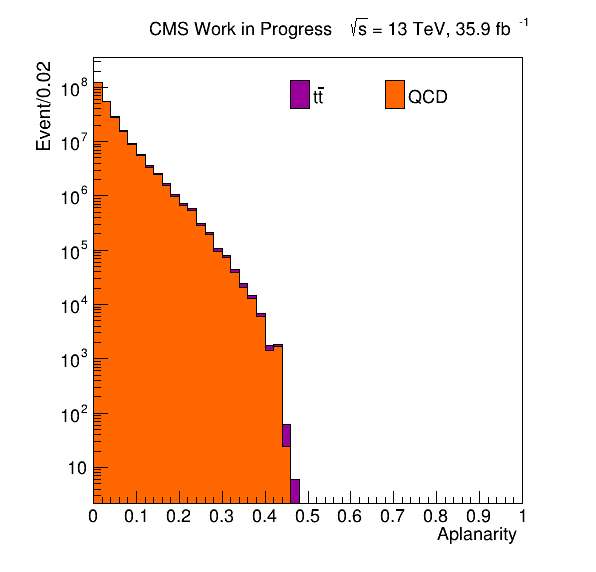 CMS Work in Progress √s = 13 TeV, 35.9 fb⁻¹
Event/0.02
tt̄ QCD
10⁸
10⁷
10⁶
10⁵
10⁴
10³
10²
10
0 0.1 0.2 0.3 0.4 0.5 0.6 0.7 0.8 0.9 1
Aplanarity